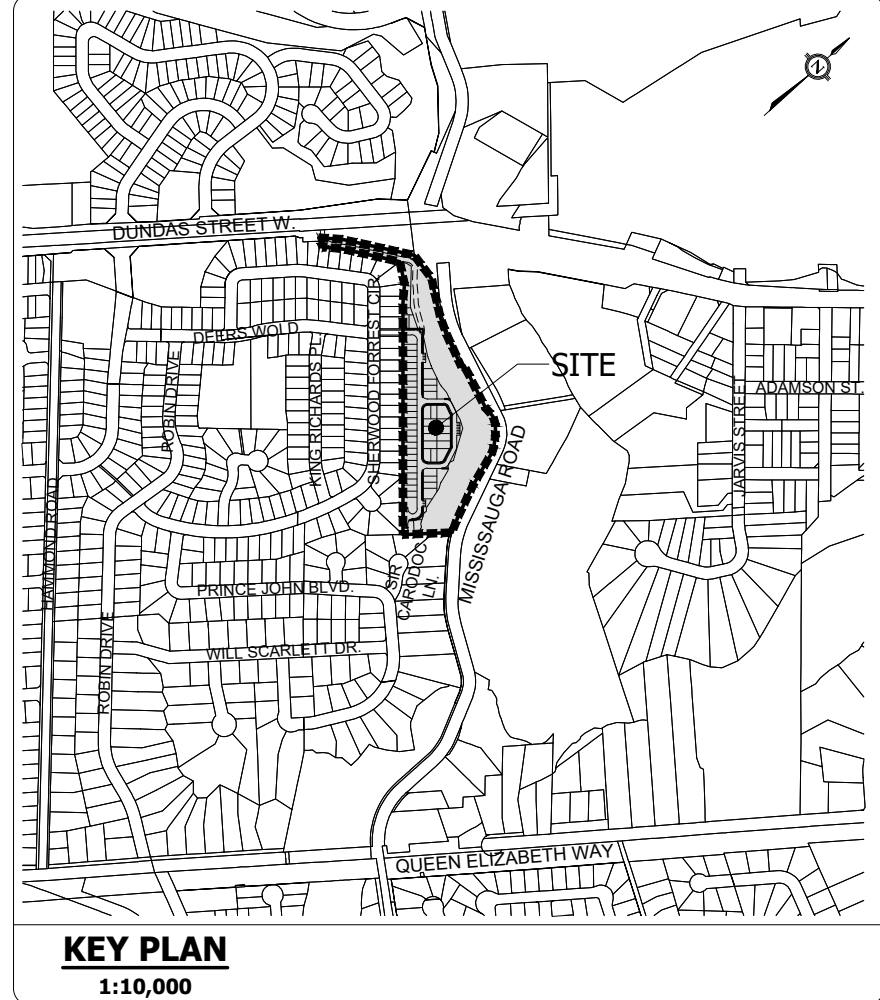 N
DUNDAS STREET W.
DEERS WOLD
ROBIN DRIVE
KING RICHARDS PL.
SHERWOOD FORREST CIR
SITE
ADAMSON ST.
JARVIS STREET
MISSISSAUGA ROAD
HAMMOND ROAD
SIR
CARODOC
LN.
PRINCE JOHN BLVD.
WILL SCARLETT DR.
ROBIN DRIVE
QUEEN ELIZABETH WAY
KEY PLAN
1:10,000